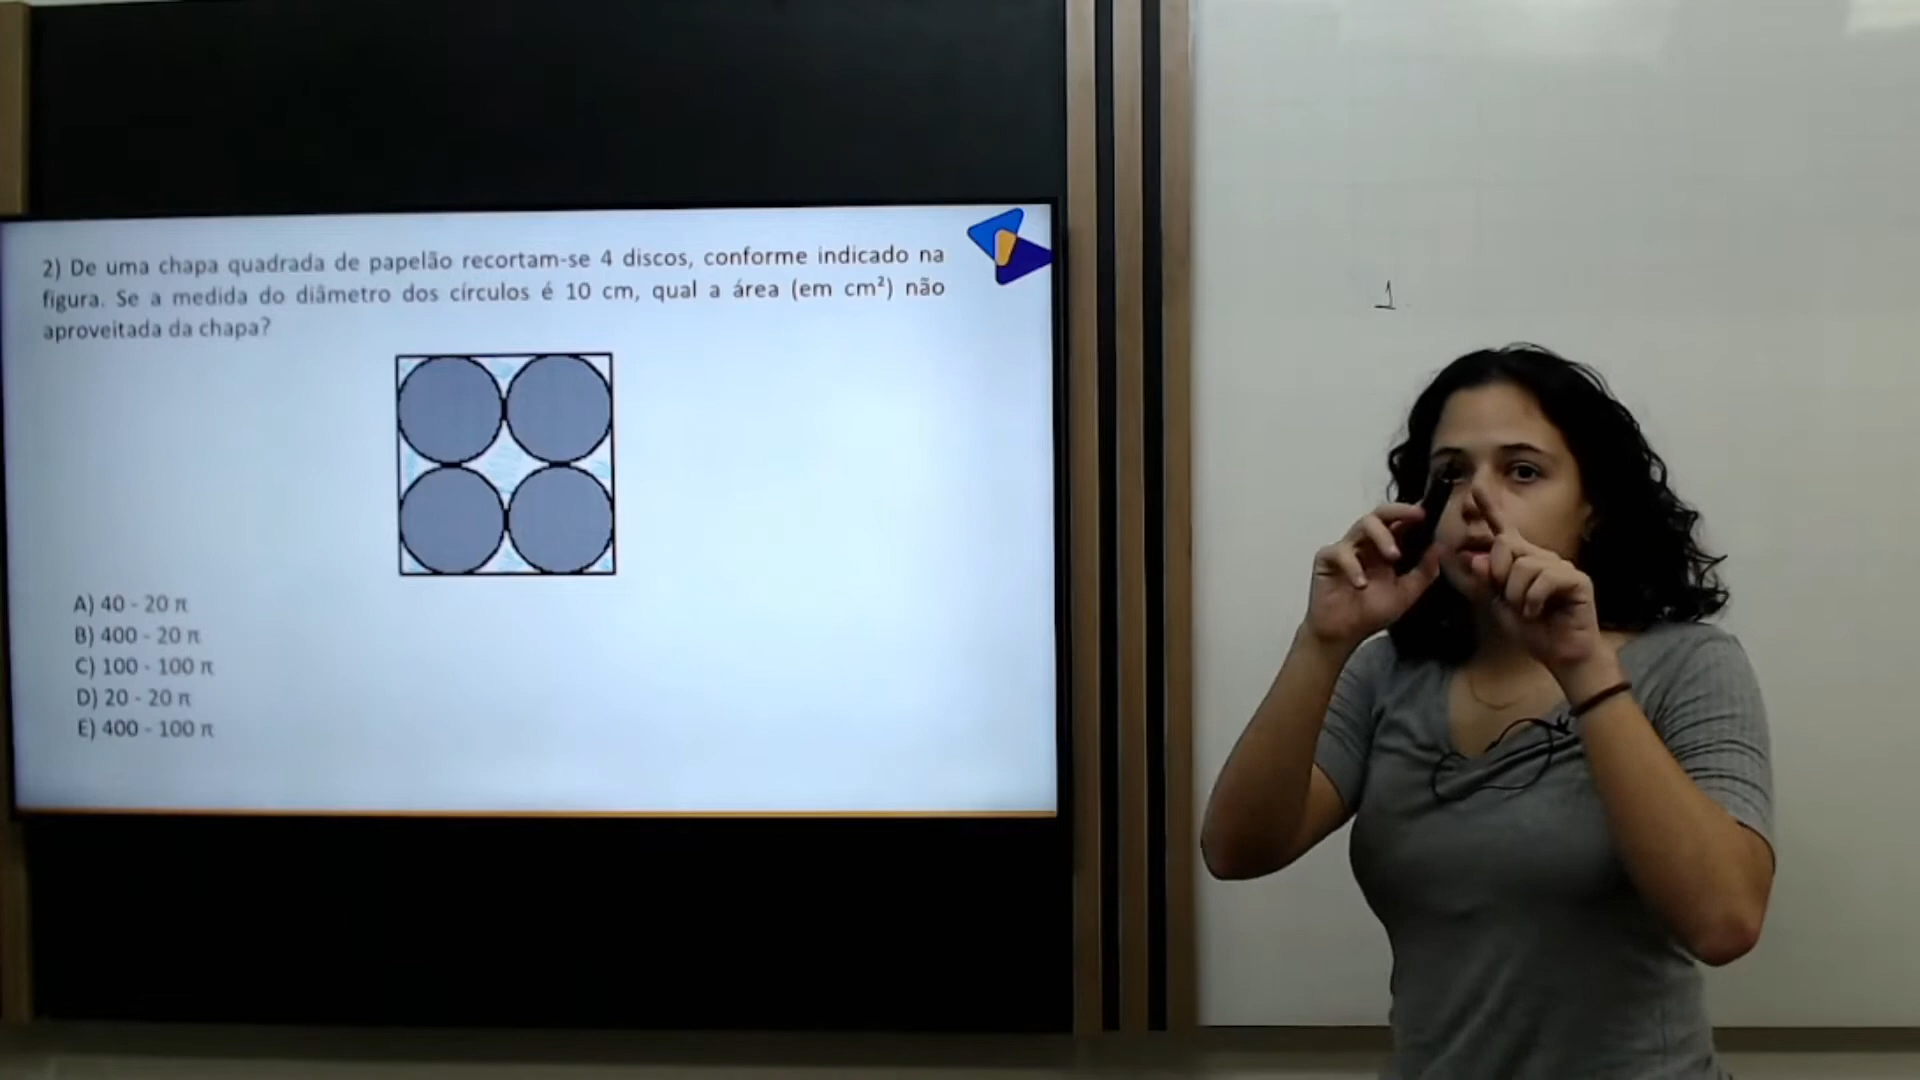 2) De uma chapa quadrada de papelão recortam-se 4 discos, conforme indicado na
figura. Se a medida do diâmetro dos círculos é 10 cm, qual a área (em cm²) não
aproveitada da chapa?
A) 40 - 20 π
B) 400 - 20 π
C) 100 - 100 π
D) 20 - 20 π
E) 400 - 100 π
1